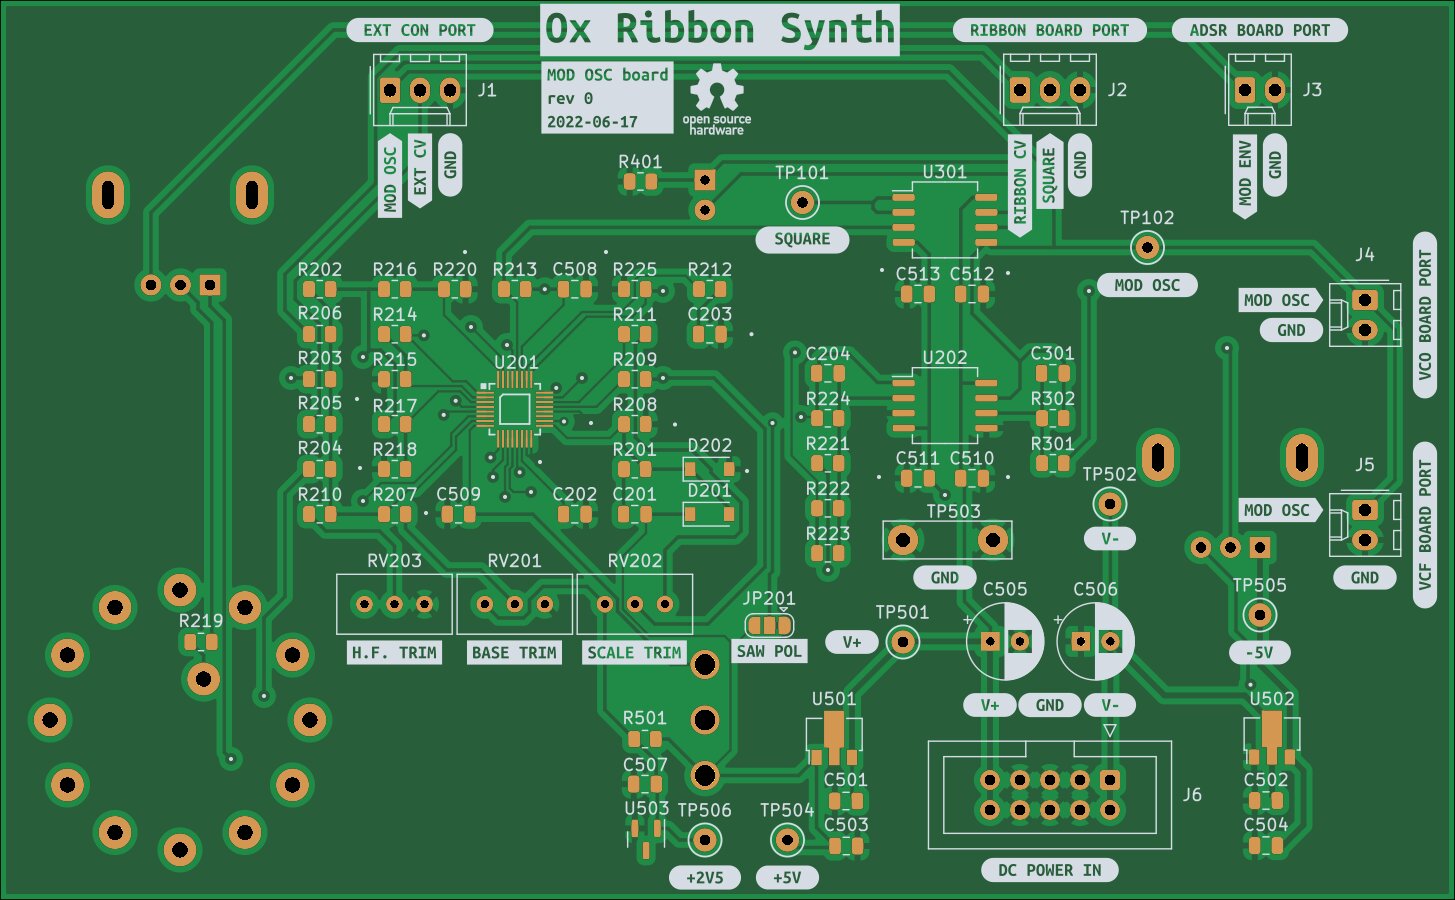 EXT CON PORT
Ox Ribbon Synth
RIBBON BOARD PORT
ADSR BOARD PORT
MOD OSC board
rev 0
2022-06-17
open source
hardware
J1
J2
J3
MOD OSC
EXT CV
GND
RIBBON CV
SQUARE
GND
MOD ENV
GND
R401
TP101
U301
SQUARE
TP102
MOD OSC
J4
VCO BOARD PORT
MOD OSC
GND
R202
R216
R220
R213
C508
R225
R212
C513
C512
R206
R214
R211
C203
R203
R215
U201
R209
C204
U202
C301
R205
R217
R208
R224
R302
R204
R218
R201
D202
R221
C511
C510
R301
J5
VCF BOARD PORT
MOD OSC
GND
R210
R207
C509
C202
C201
D201
R222
TP503
TP502
V-
R223
GND
RV203
RV201
RV202
JP201
TP501
C505
C506
TP505
+
+
R219
H.F. TRIM
BASE TRIM
SCALE TRIM
SAW POL
V+
-5V
U501
V+
GND
V-
U502
R501
C507
C501
C502
J6
U503
TP506
TP504
C503
C504
+2V5
+5V
DC POWER IN